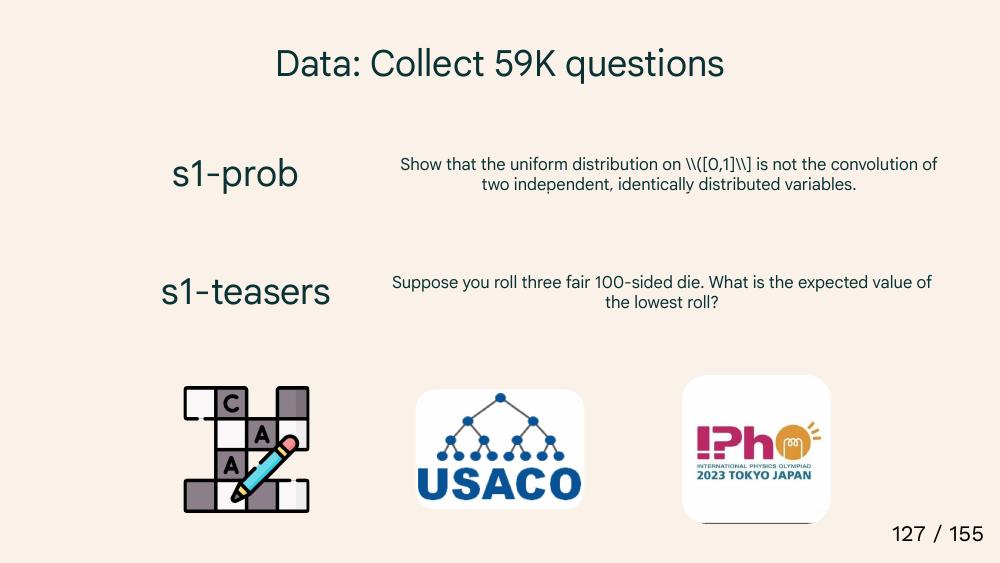 Data: Collect 59K questions
s1-prob
Show that the uniform distribution on \\([0,1]\\] is not the convolution of
two independent, identically distributed variables.
s1-teasers
Suppose you roll three fair 100-sided die. What is the expected value of
the lowest roll?
C
A
A
USACO
!?Ph
INTERNATIONAL PHYSICS OLYMPIAD
2023 TOKYO JAPAN
127 / 155